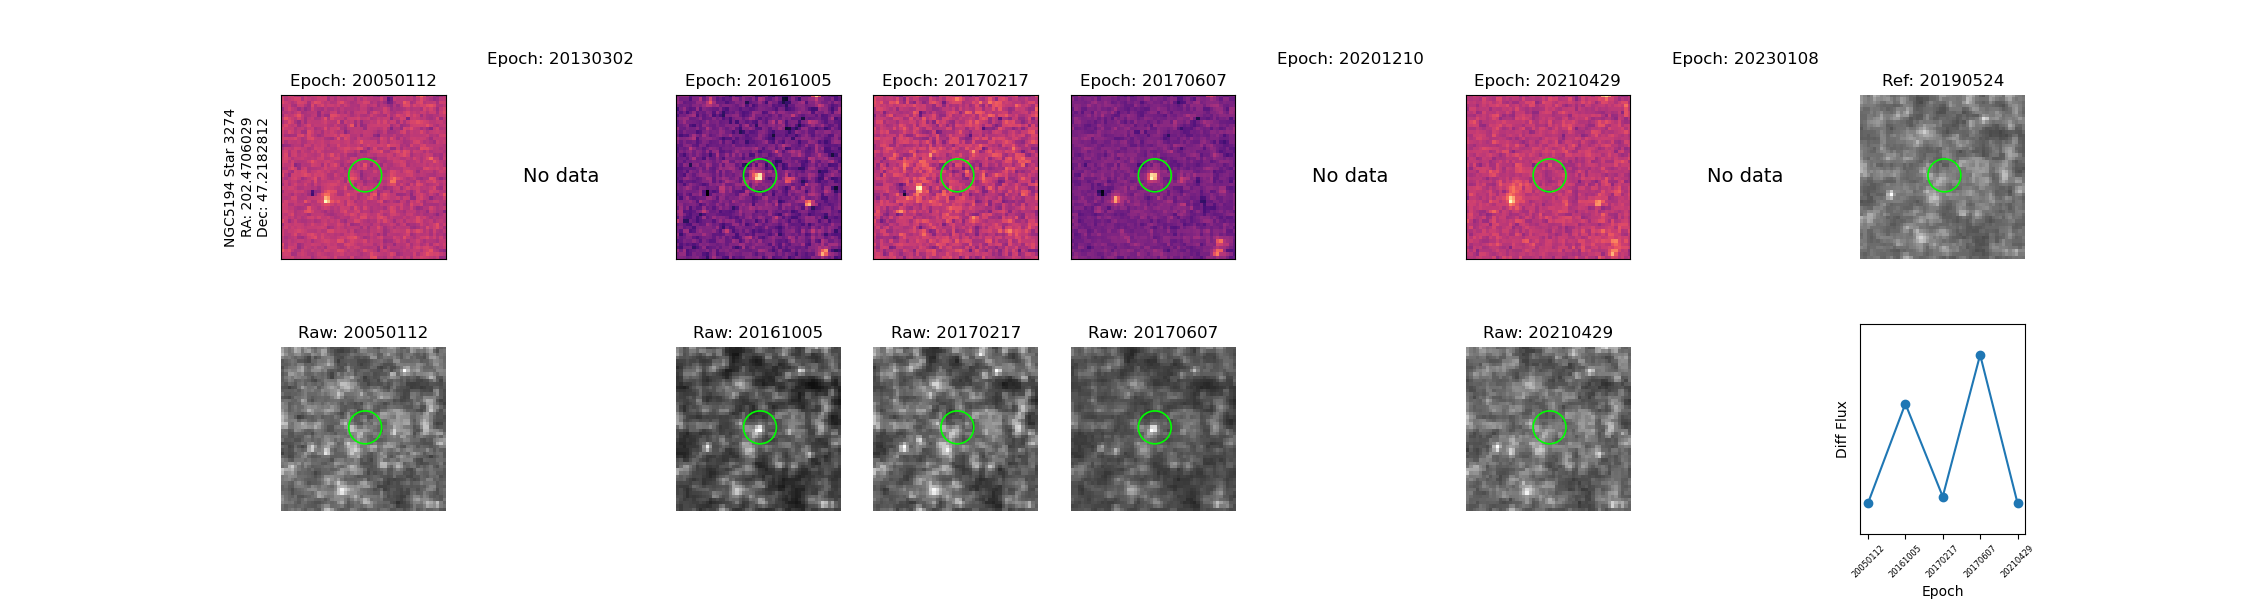 Epoch: 20130302
Epoch: 20201210
Epoch: 20230108
Epoch: 20050112
Epoch: 20161005
Epoch: 20170217
Epoch: 20170607
Epoch: 20210429
Ref: 20190524
NGC5194 Star 3274
RA: 202.4706029
Dec: 47.2182812
No data
No data
No data
Raw: 20050112
Raw: 20161005
Raw: 20170217
Raw: 20170607
Raw: 20210429
Diff Flux
20050112
20161005
20170217
20170607
20210429
Epoch